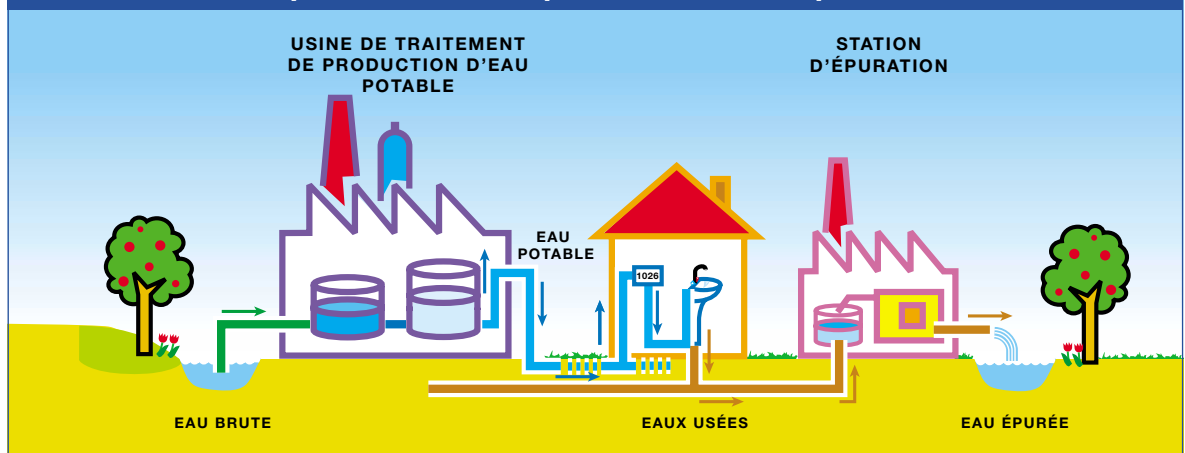 USINE DE TRAITEMENT
DE PRODUCTION D'EAU
POTABLE
STATION
D'ÉPURATION
EAU
POTABLE
1026
EAU BRUTE
EAUX USÉES
EAU ÉPURÉE